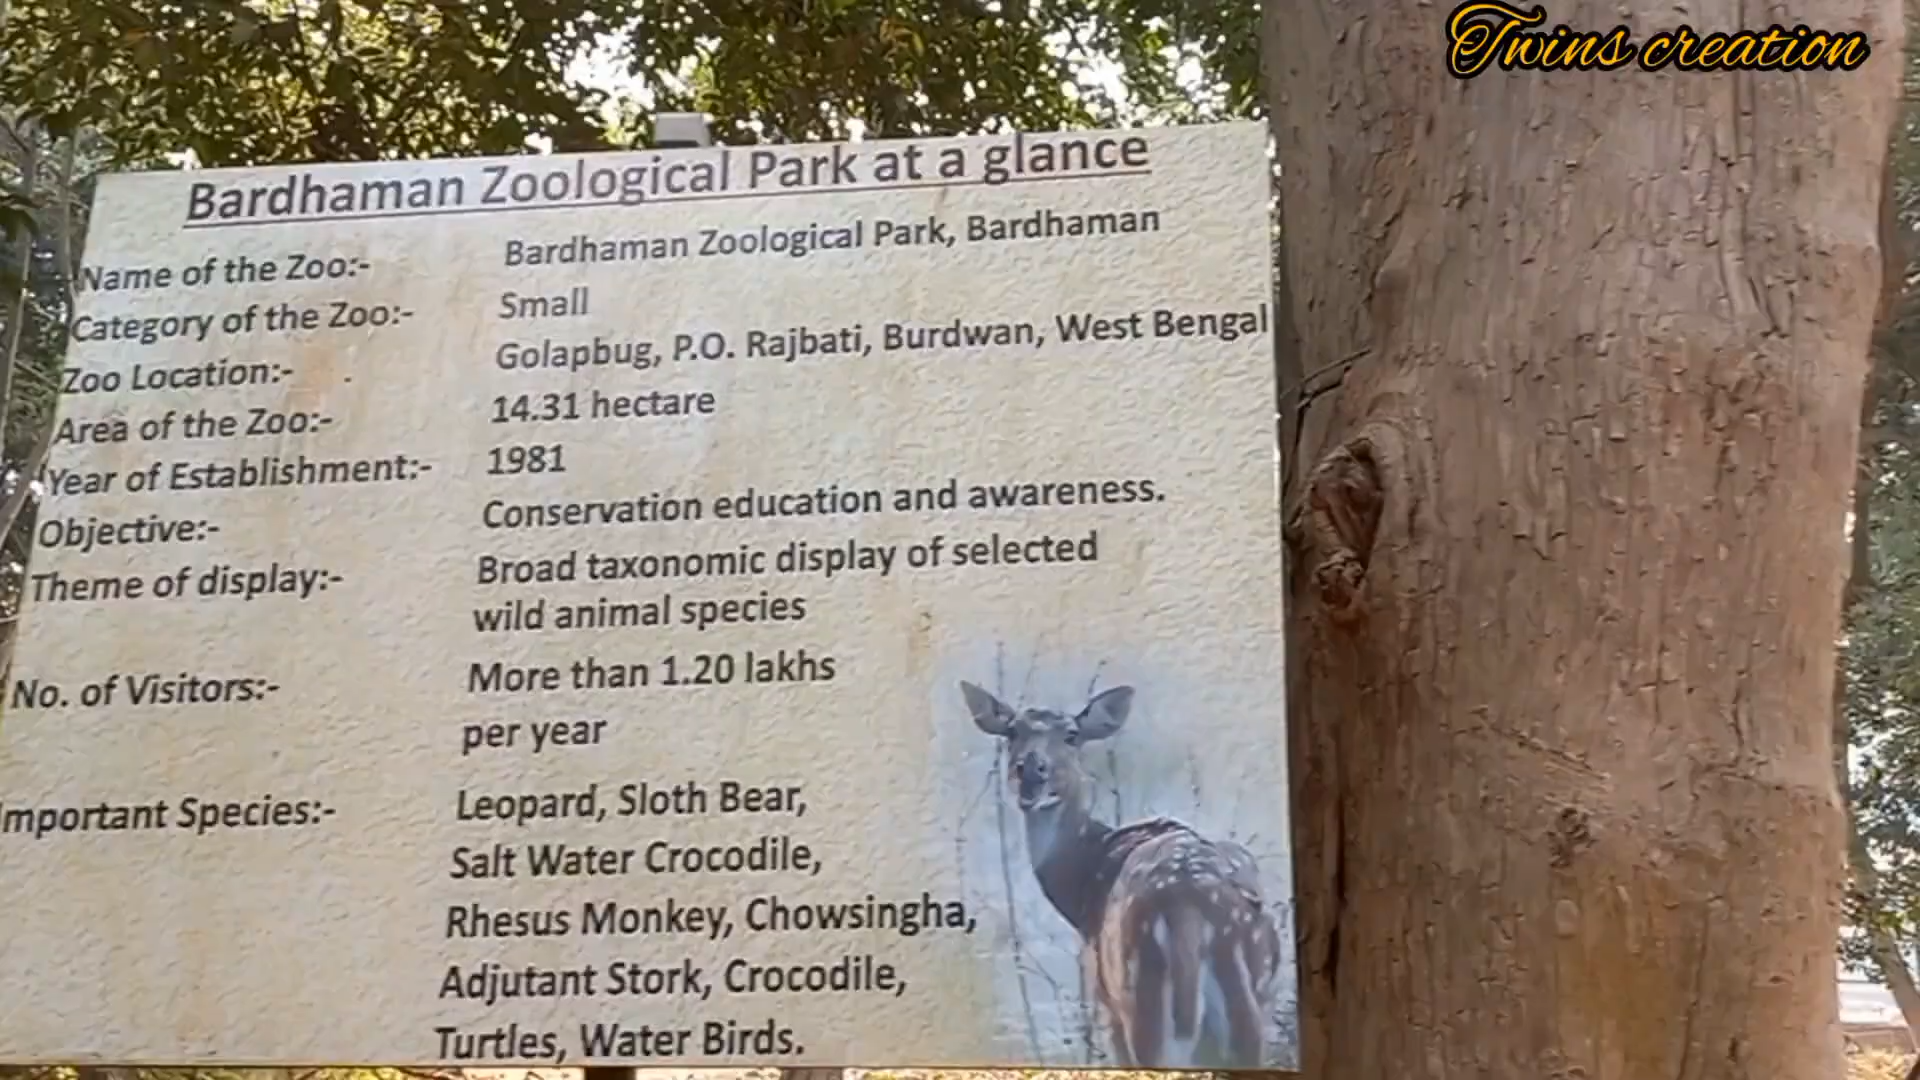 Twins creation
Bardhaman Zoological Park at a glance
Name of the Zoo:- Bardhaman Zoological Park, Bardhaman
Category of the Zoo:- Small
Zoo Location:- Golapbug, P.O. Rajbati, Burdwan, West Bengal
Area of the Zoo:- 14.31 hectare
Year of Establishment:- 1981
Objective:- Conservation education and awareness.
Theme of display:- Broad taxonomic display of selected
wild animal species
No. of Visitors:- More than 1.20 lakhs
per year
Important Species:- Leopard, Sloth Bear,
Salt Water Crocodile,
Rhesus Monkey, Chowsingha,
Adjutant Stork, Crocodile,
Turtles, Water Birds.